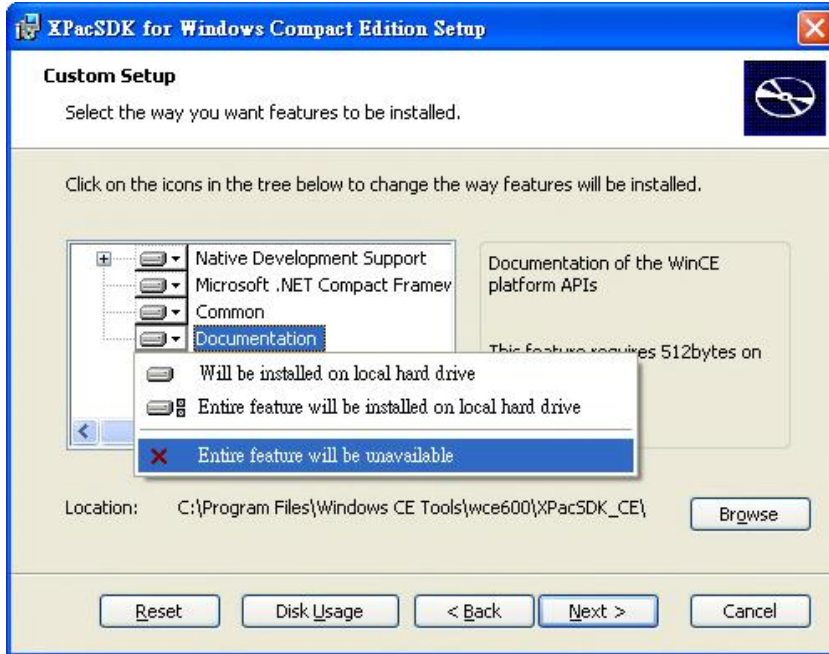 XPacSDK for Windows Compact Edition Setup
Custom Setup
Select the way you want features to be installed.
Click on the icons in the tree below to change the way features will be installed.
Native Development Support
Microsoft .NET Compact Framew
Common
Documentation
Documentation of the WinCE
platform APIs
This feature requires 512bytes on
Will be installed on local hard drive
Entire feature will be installed on local hard drive
Entire feature will be unavailable
Location: C:\Program Files\Windows CE Tools\wce600\XPacSDK_CE\
Browse
Reset Disk Usage < Back Next > Cancel